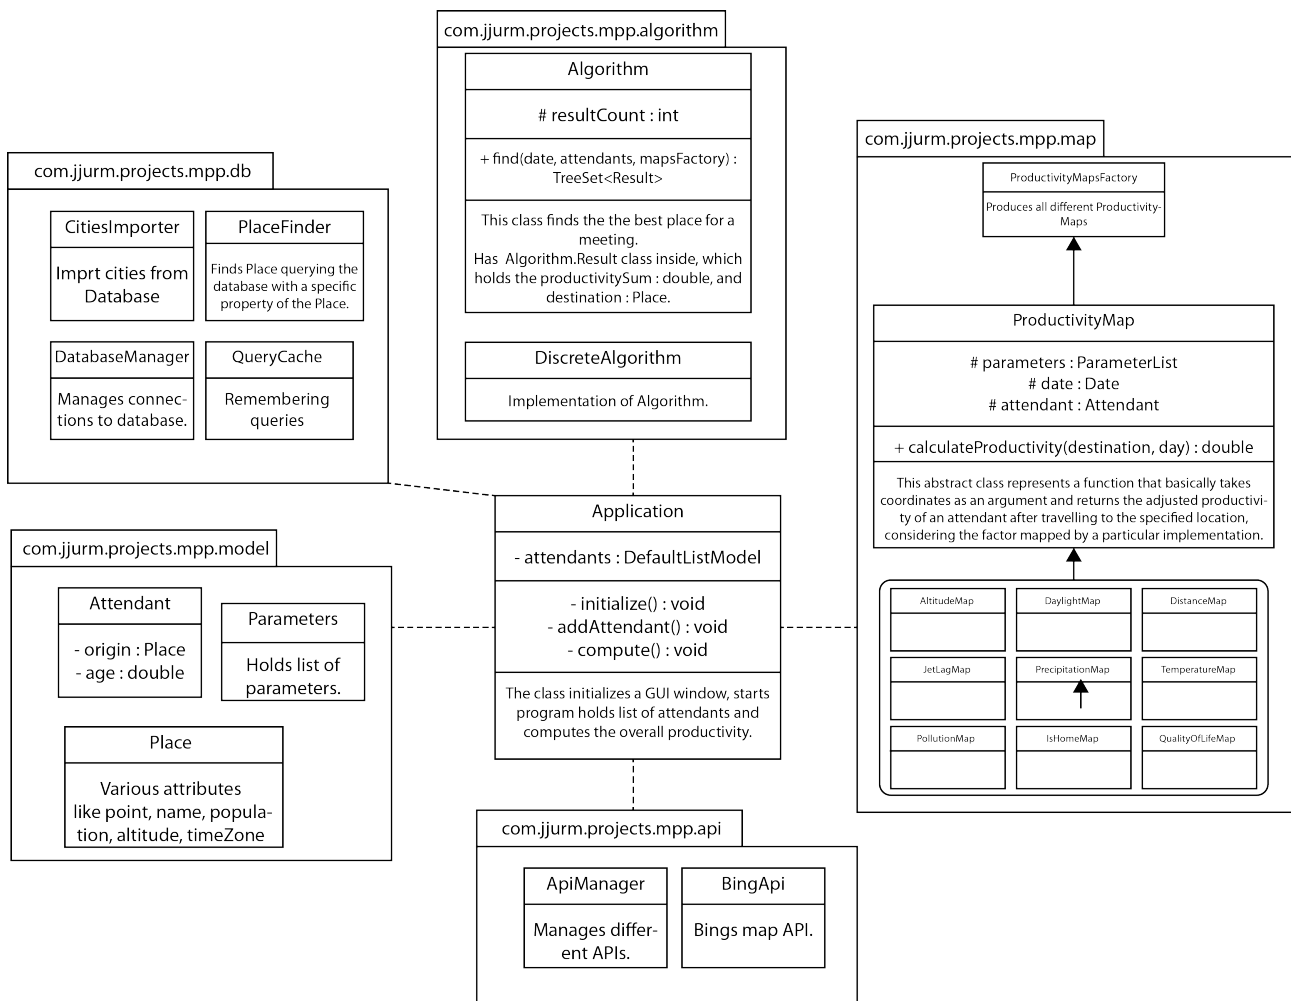 com.jjurm.projects.mpp.algorithm
Algorithm
# resultCount : int
+ find(date, attendants, mapsFactory) :
TreeSet<Result>
This class finds the the best place for a
meeting.
Has  Algorithm.Result class inside, which
holds the productivitySum : double, and
destination : Place.
DiscreteAlgorithm
Implementation of Algorithm.
com.jjurm.projects.mpp.db
CitiesImporter
Imprt cities from
Database
PlaceFinder
Finds Place querying the
database with a specific
property of the Place.
DatabaseManager
Manages connec-
tions to database.
QueryCache
Remembering
queries
com.jjurm.projects.mpp.map
ProductivityMapsFactory
Produces all different Productivity-
Maps
ProductivityMap
# parameters : ParameterList
# date : Date
# attendant : Attendant
+ calculateProductivity(destination, day) : double
This abstract class represents a function that basically takes
coordinates as an argument and returns the adjusted productivi-
ty of an attendant after travelling to the specified location,
considering the factor mapped by a particular implementation.
AltitudeMap
DaylightMap
DistanceMap
JetLagMap
PrecipitationMap
TemperatureMap
PollutionMap
IsHomeMap
QualityOfLifeMap
Application
- attendants : DefaultListModel
- initialize() : void
- addAttendant() : void
- compute() : void
The class initializes a GUI window, starts
program holds list of attendants and
computes the overall productivity.
com.jjurm.projects.mpp.model
Attendant
- origin : Place
- age : double
Parameters
Holds list of
parameters.
Place
Various attributes
like point, name, popula-
tion, altitude, timeZone
com.jjurm.projects.mpp.api
ApiManager
Manages differ-
ent APIs.
BingApi
Bings map API.